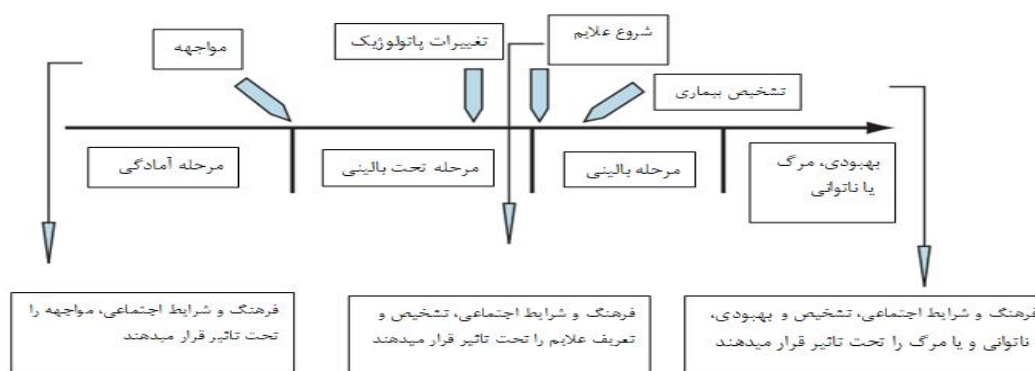 شروع علایم
تغییرات پاتولوژیک
مواجهه
تشخیص بیماری
مرحله آمادگی
مرحله تحت بالینی
مرحله بالینی
بهبودی، مرگ
یا ناتوانی
فرهنگ و شرایط اجتماعی، مواجهه را
تحت تاثیر قرار میدهند
فرهنگ و شرایط اجتماعی، تشخیص و
تعریف علایم را تحت تاثیر قرار میدهند
فرهنگ و شرایط اجتماعی، تشخیص و بهبودی،
ناتوانی و یا مرگ را تحت تاثیر قرار میدهند